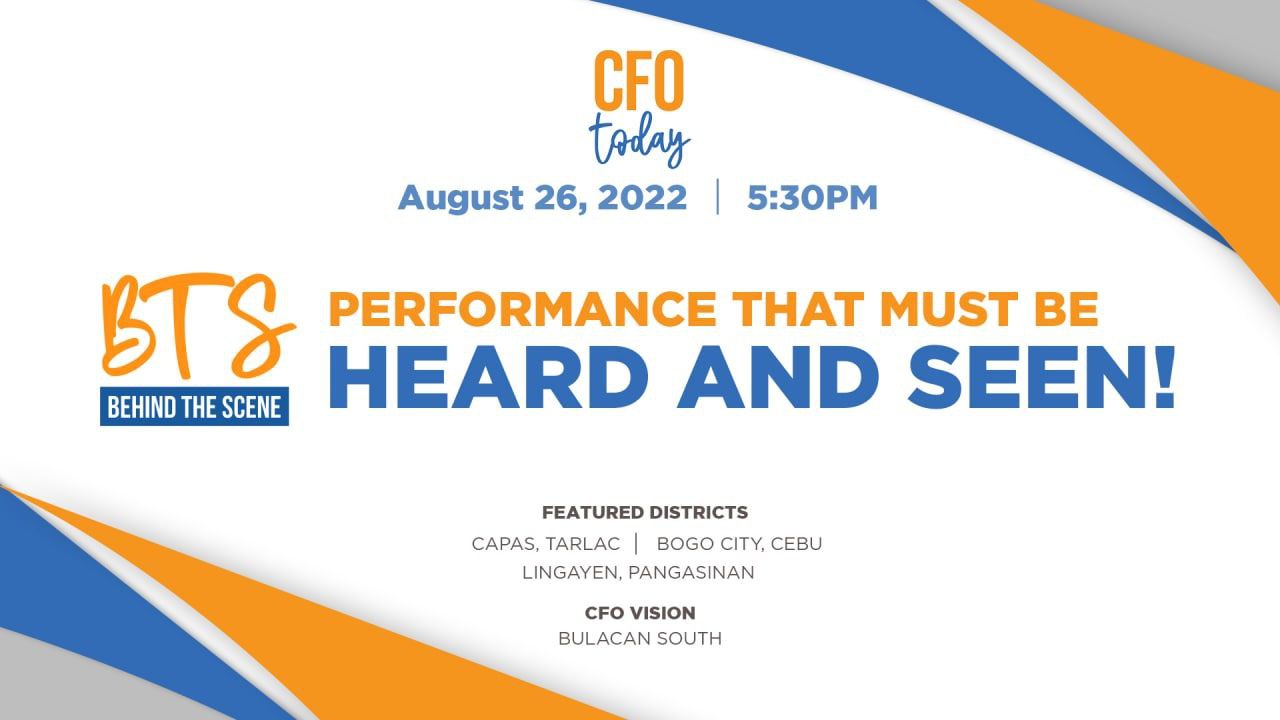 CFO
today
August 26, 2022 | 5:30PM
BTS
BEHIND THE SCENE
PERFORMANCE THAT MUST BE
HEARD AND SEEN!
FEATURED DISTRICTS
CAPAS, TARLAC | BOGO CITY, CEBU
LINGAYEN, PANGASINAN
CFO VISION
BULACAN SOUTH